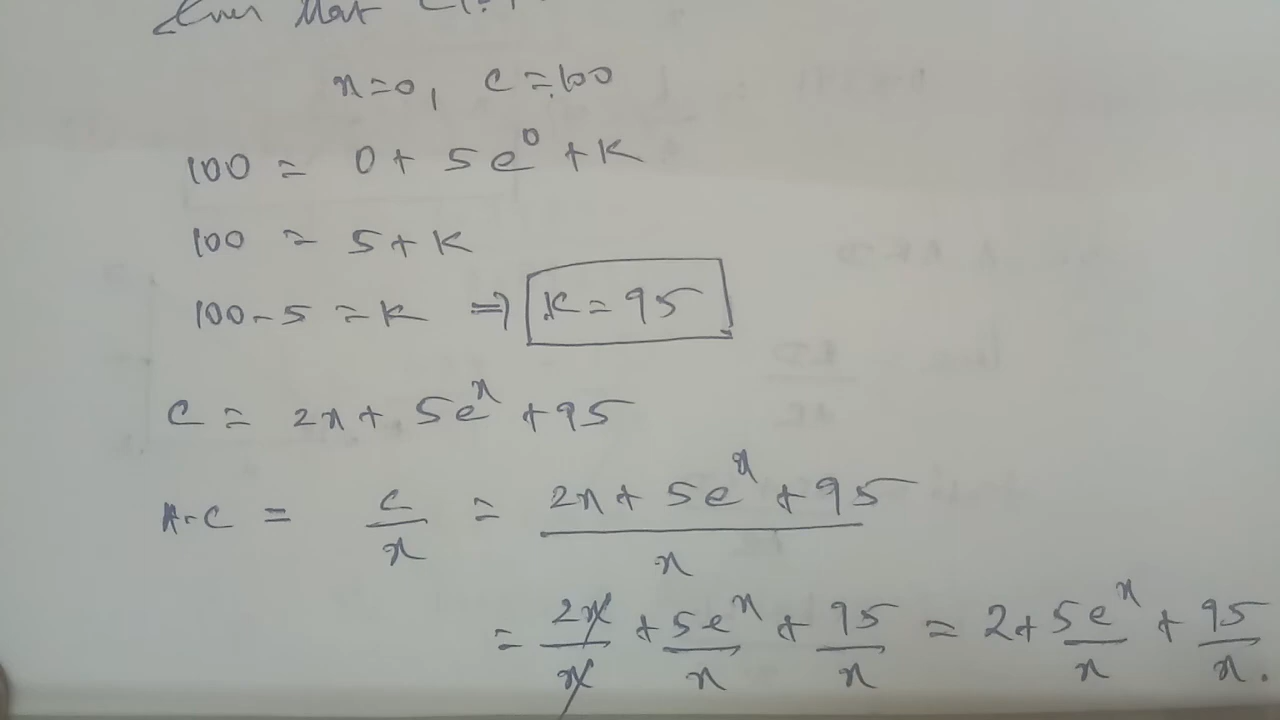 x=0, C=100
100 = 0 + 5e^0 + K
100 = 5 + K
100 - 5 = K ⇒ K = 95
C = 2x + 5e^x + 95
A.C = C/x = (2x + 5e^x + 95)/x
= 2x/x + 5e^x/x + 95/x = 2 + 5e^x/x + 95/x.